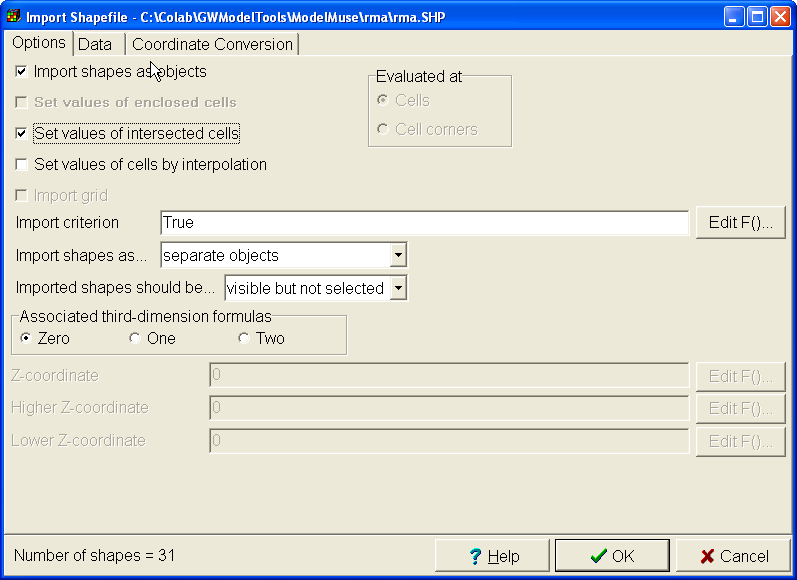 Import Shapefile - C:\Colab\GWModelTools\ModelMuse\rma\rma.SHP
Options Data Coordinate Conversion
Import shapes as objects
Evaluated at
Set values of enclosed cells
Cells
Set values of intersected cells
Cell corners
Set values of cells by interpolation
Import grid
Import criterion True Edit F()...
Import shapes as... separate objects
Imported shapes should be... visible but not selected
Associated third-dimension formulas
Zero One Two
Z-coordinate 0 Edit F()...
Higher Z-coordinate 0 Edit F()...
Lower Z-coordinate 0 Edit F()...
Number of shapes = 31 ? Help OK Cancel